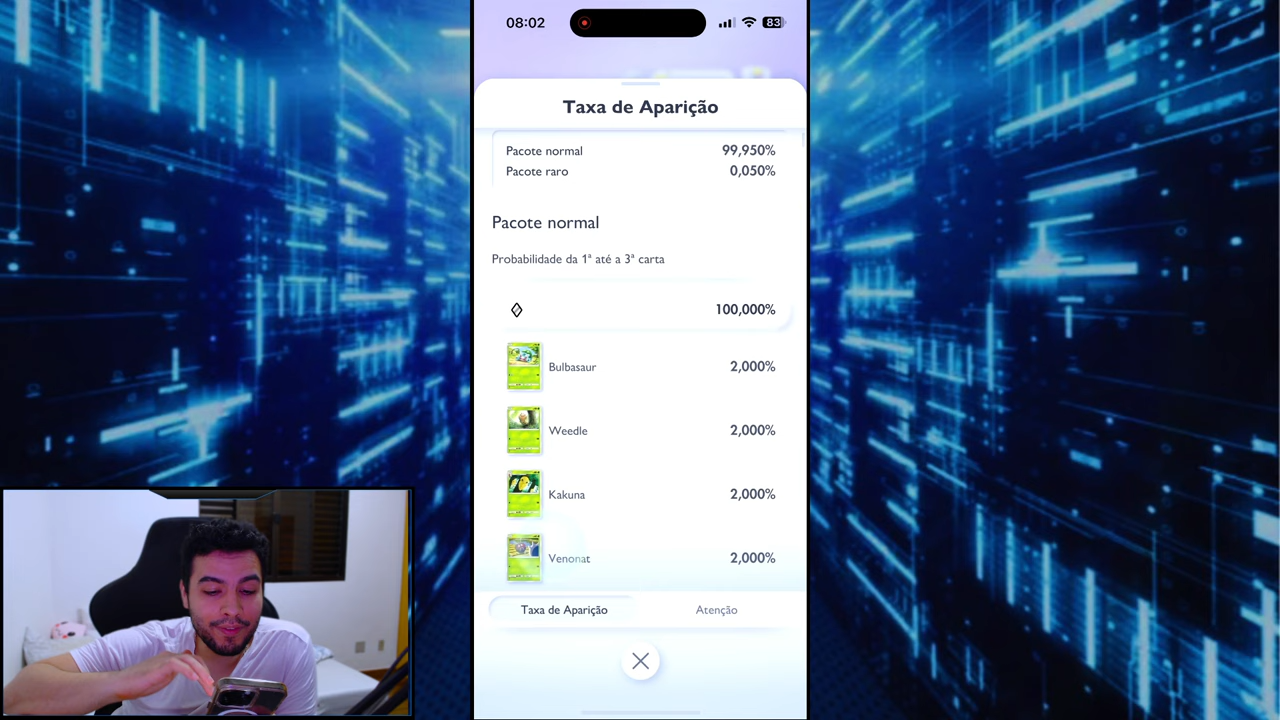 08:02
83
Taxa de Aparição
Pacote normal 99,950%
Pacote raro 0,050%
Pacote normal
Probabilidade da 1ª até a 3ª carta
100,000%
Bulbasaur 2,000%
Weedle 2,000%
Kakuna 2,000%
Venonat 2,000%
Taxa de Aparição Atenção